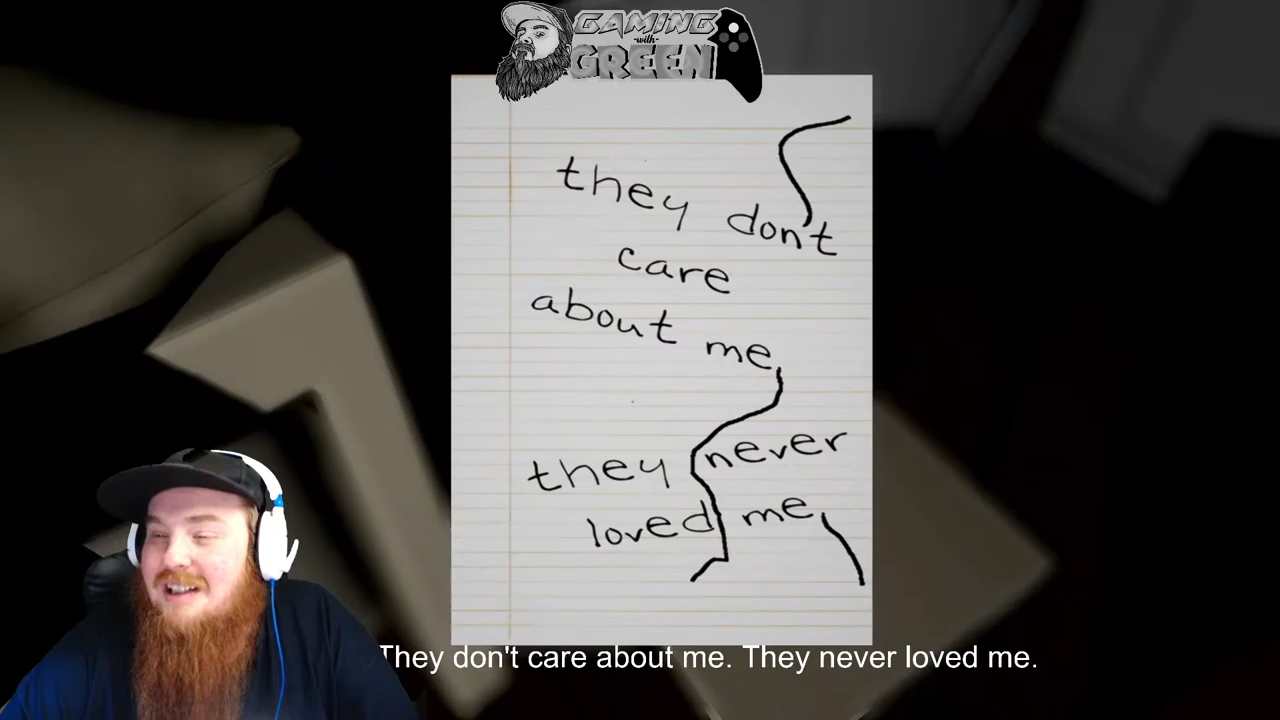 GAMING
-with-
GREEN
they don't
care
about me
they never
loved me
They don't care about me. They never loved me.